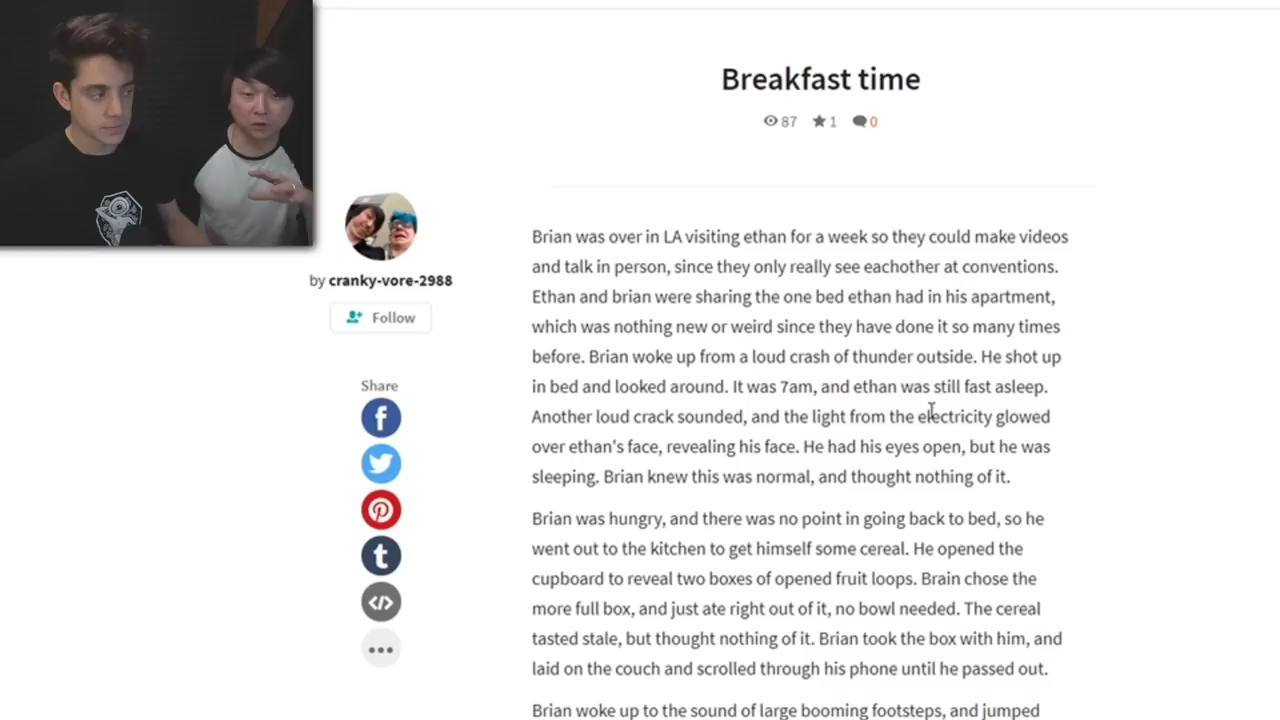 Breakfast time
87 1 0
by cranky-vore-2988
Follow
Share
Brian was over in LA visiting ethan for a week so they could make videos
and talk in person, since they only really see eachother at conventions.
Ethan and brian were sharing the one bed ethan had in his apartment,
which was nothing new or weird since they have done it so many times
before. Brian woke up from a loud crash of thunder outside. He shot up
in bed and looked around. It was 7am, and ethan was still fast asleep.
Another loud crack sounded, and the light from the electricity glowed
over ethan's face, revealing his face. He had his eyes open, but he was
sleeping. Brian knew this was normal, and thought nothing of it.
Brian was hungry, and there was no point in going back to bed, so he
went out to the kitchen to get himself some cereal. He opened the
cupboard to reveal two boxes of opened fruit loops. Brain chose the
more full box, and just ate right out of it, no bowl needed. The cereal
tasted stale, but thought nothing of it. Brian took the box with him, and
laid on the couch and scrolled through his phone until he passed out.
Brian woke up to the sound of large booming footsteps, and jumped